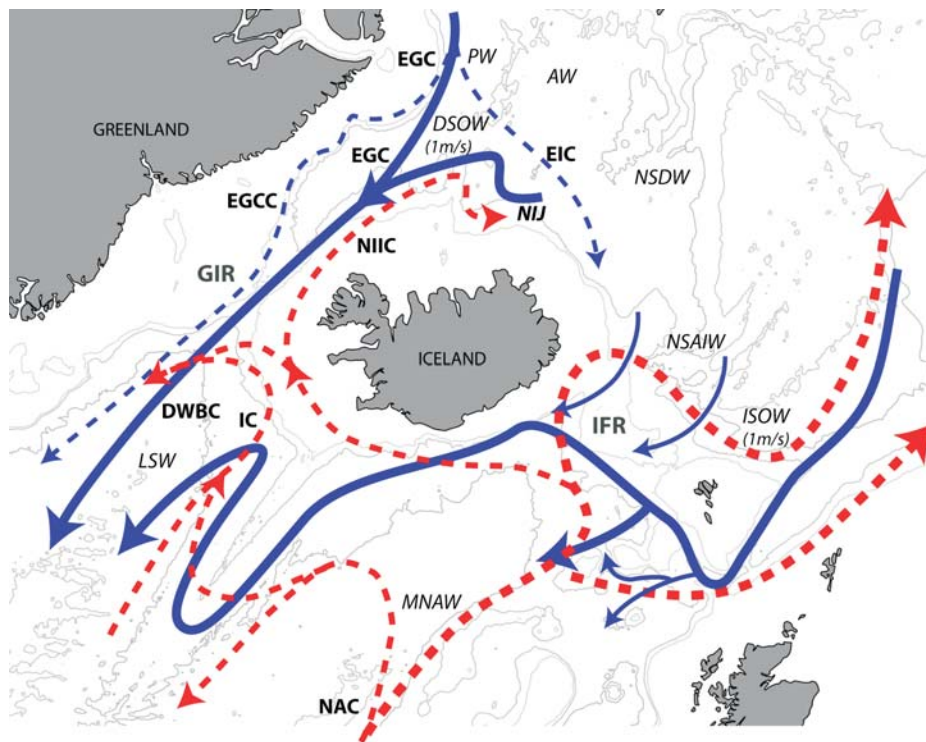 EGC
PW
AW
GREENLAND
DSOW
(1m/s)
EGC
EIC
NSDW
EGCC
NIJ
NIIC
GIR
NSAIW
ICELAND
DWBC
IC
IFR
ISOW
(1m/s)
LSW
MNAW
NAC